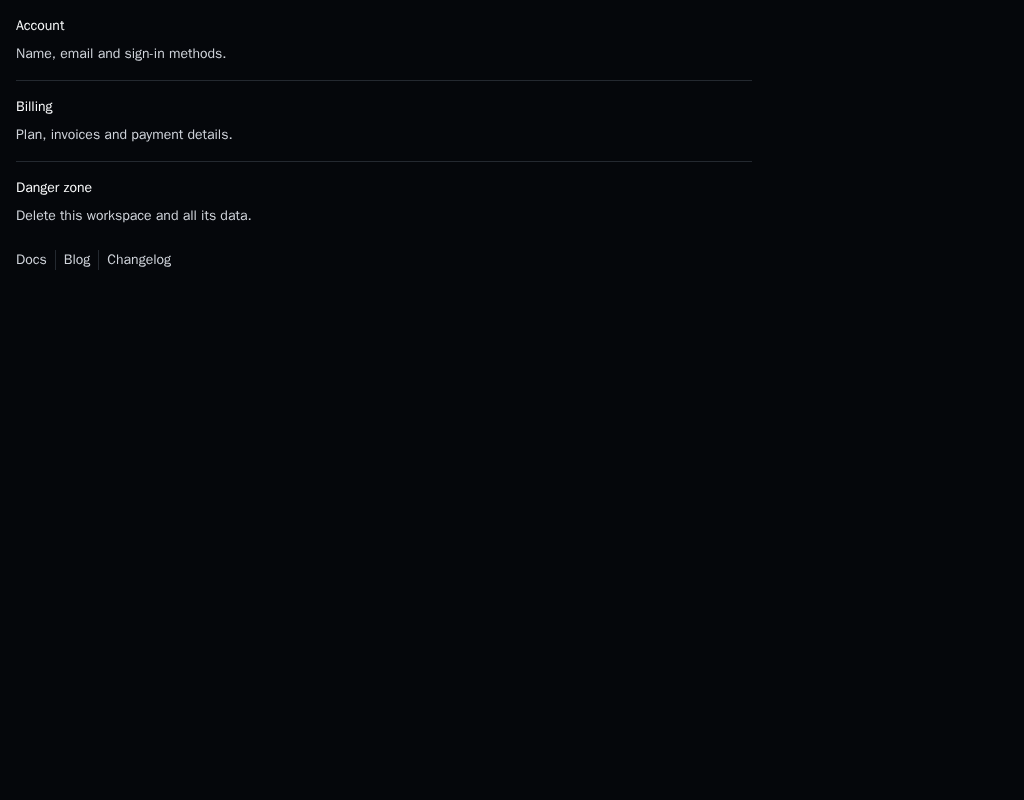 Account
Name, email and sign-in methods.
Billing
Plan, invoices and payment details.
Danger zone
Delete this workspace and all its data.
Docs Blog Changelog